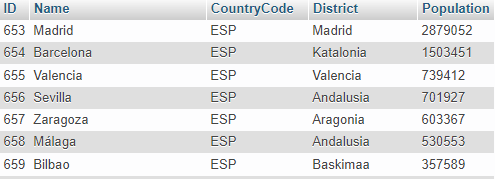 ID Name CountryCode District Population
653 Madrid ESP Madrid 2879052
654 Barcelona ESP Katalonia 1503451
655 Valencia ESP Valencia 739412
656 Sevilla ESP Andalusia 701927
657 Zaragoza ESP Aragonia 603367
658 Málaga ESP Andalusia 530553
659 Bilbao ESP Baskimaa 357589